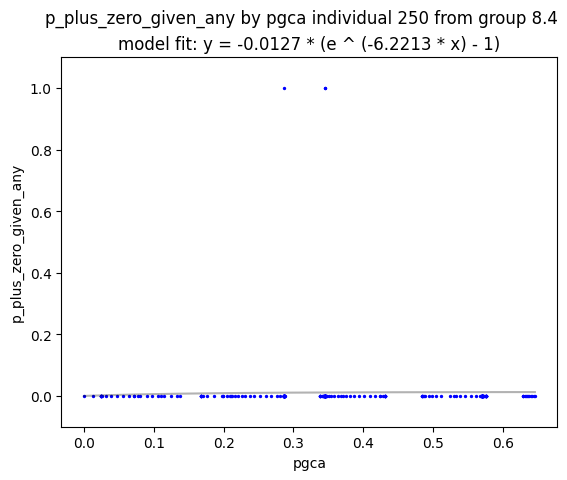 p_plus_zero_given_any by pgca individual 250 from group 8.4
model fit: y = -0.0127 * (e ^ (-6.2213 * x) - 1)
1.0
0.8
0.6
0.4
0.2
0.0
p_plus_zero_given_any
0.0 0.1 0.2 0.3 0.4 0.5 0.6
pgca